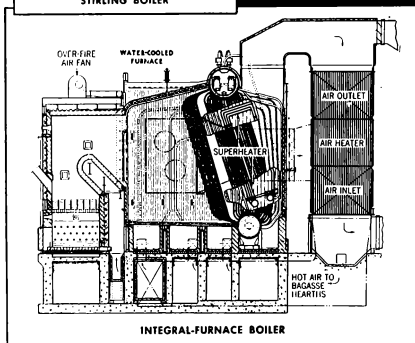 STIRLING BOILER
OVER-FIRE
AIR FAN
WATER-COOLED
FURNACE
AIR OUTLET
SUPERHEATER
AIR HEATER
AIR INLET
HOT AIR TO
BAGASSE
HEARTHS
INTEGRAL-FURNACE BOILER